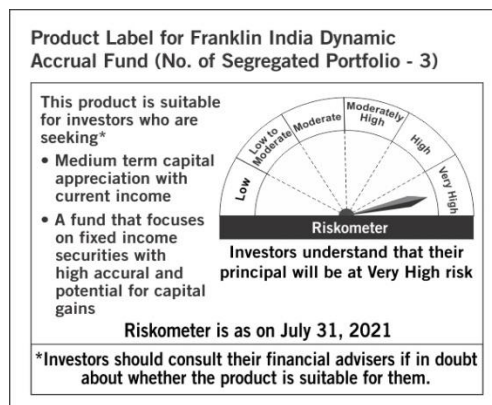 Product Label for Franklin India Dynamic
Accrual Fund (No. of Segregated Portfolio - 3)
This product is suitable
for investors who are
seeking*
• Medium term capital
appreciation with
current income
• A fund that focuses
on fixed income
securities with
high accural and
potential for capital
gains
Low
Low to
Moderate
Moderate
Moderately
High
High
Very High
Riskometer
Investors understand that their
principal will be at Very High risk
Riskometer is as on July 31, 2021
*Investors should consult their financial advisers if in doubt
about whether the product is suitable for them.